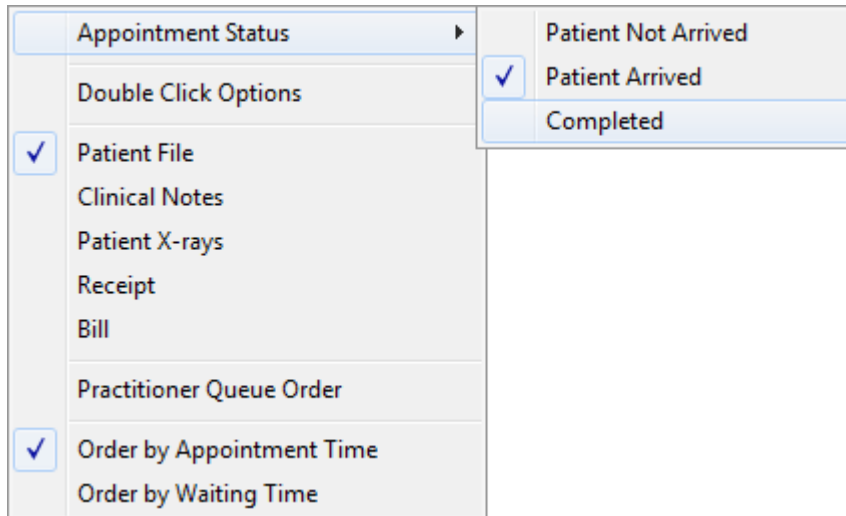 Appointment Status
Double Click Options
Patient File
Clinical Notes
Patient X-rays
Receipt
Bill
Practitioner Queue Order
Order by Appointment Time
Order by Waiting Time
Patient Not Arrived
Patient Arrived
Completed